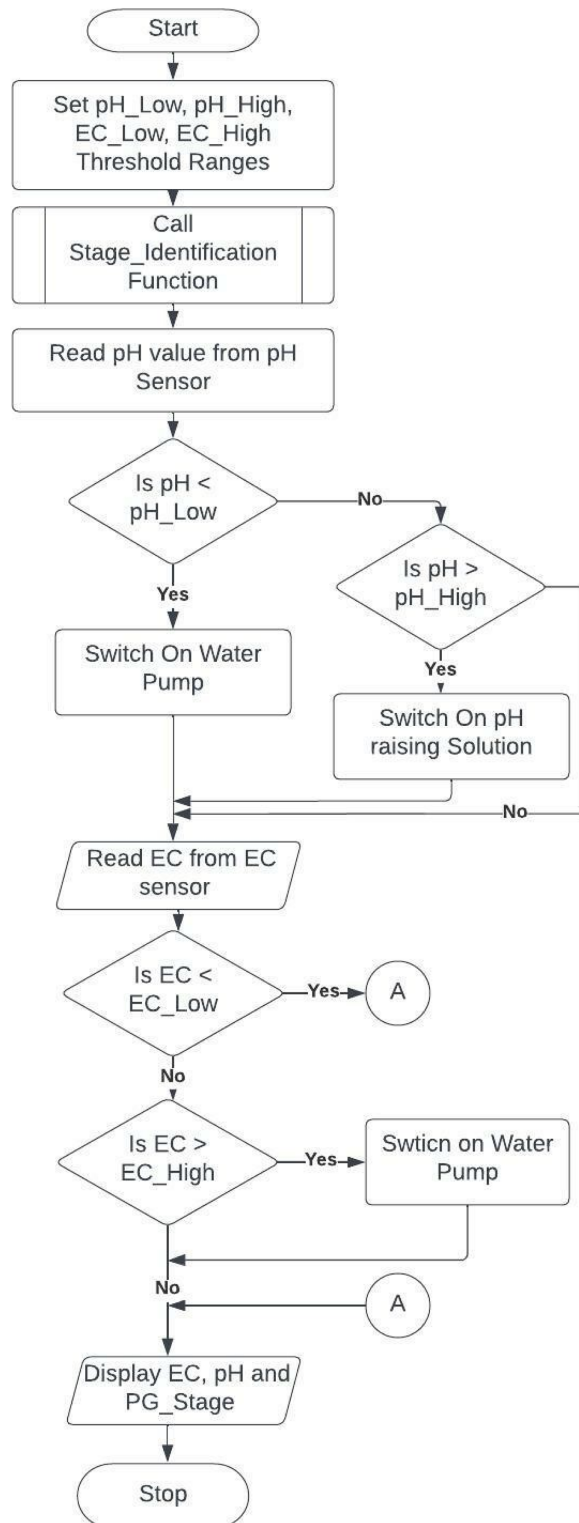 Start
Set pH_Low, pH_High,
EC_Low, EC_High
Threshold Ranges
Call
Stage_Identification
Function
Read pH value from pH
Sensor
Is pH <
pH_Low
No
Is pH >
pH_High
Yes
Yes
Switch On Water
Pump
Switch On pH
raising Solution
No
Read EC from EC
sensor
Is EC <
EC_Low
Yes
A
No
Is EC >
EC_High
Yes
Swticn on Water
Pump
No
A
Display EC, pH and
PG_Stage
Stop